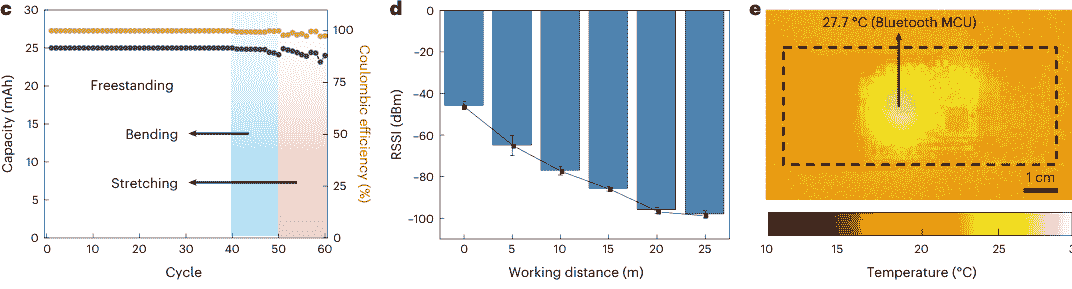 c
30
25
20
15
10
5
0
Capacity (mAh)
Freestanding
Bending
Stretching
100
75
50
25
0
Coulombic efficiency (%)
0
10
20
30
40
50
60
Cycle
d
0
−20
−40
−60
−80
−100
RSSI (dBm)
0
5
10
15
20
25
Working distance (m)
e
27.7 °C (Bluetooth MCU)
1 cm
10
15
20
25
Temperature (°C)